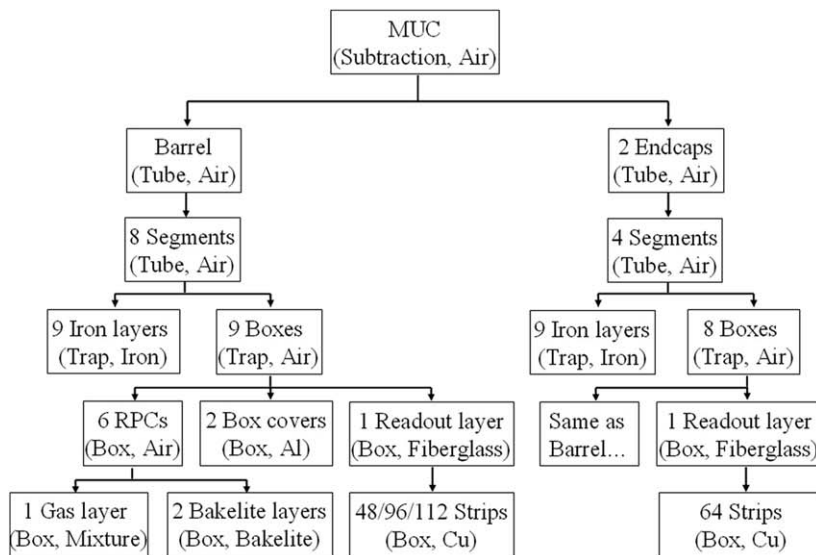 MUC
(Subtraction, Air)
Barrel
(Tube, Air)
2 Endcaps
(Tube, Air)
8 Segments
(Tube, Air)
4 Segments
(Tube, Air)
9 Iron layers
(Trap, Iron)
9 Boxes
(Trap, Air)
9 Iron layers
(Trap, Iron)
8 Boxes
(Trap, Air)
6 RPCs
(Box, Air)
2 Box covers
(Box, Al)
1 Readout layer
(Box, Fiberglass)
Same as
Barrel...
1 Readout layer
(Box, Fiberglass)
1 Gas layer
(Box, Mixture)
2 Bakelite layers
(Box, Bakelite)
48/96/112 Strips
(Box, Cu)
64 Strips
(Box, Cu)